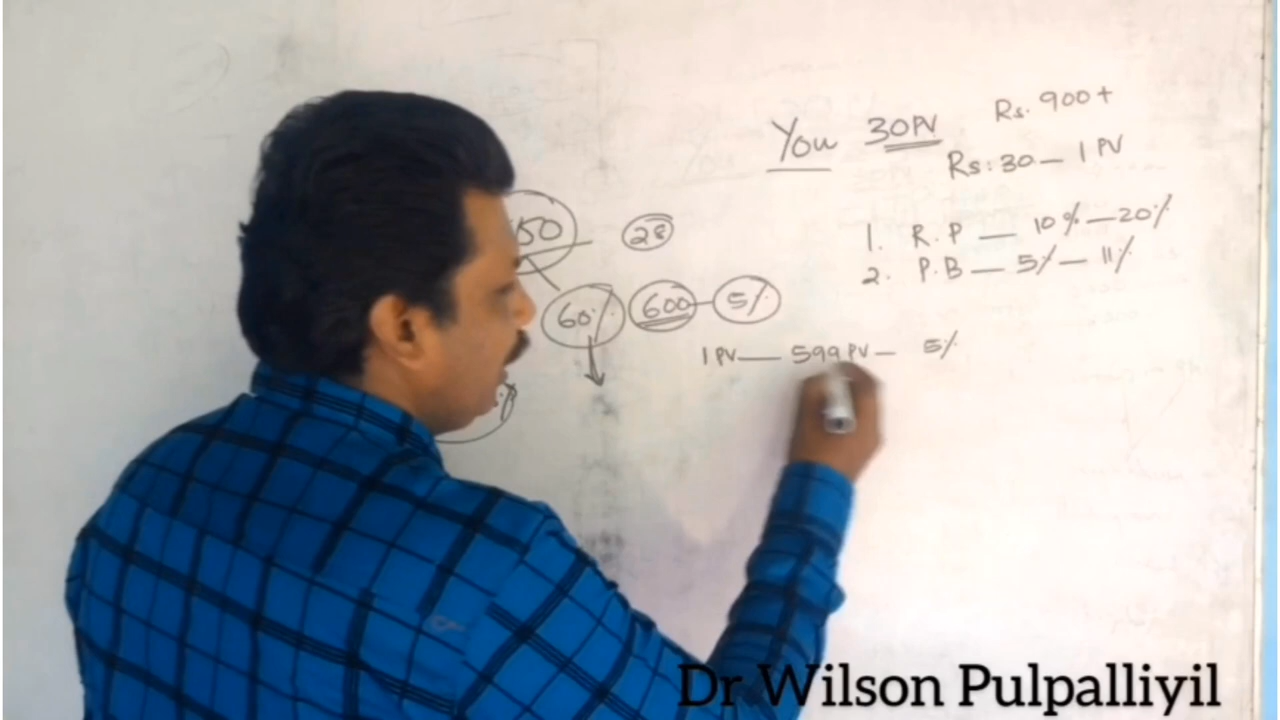 You 30PV Rs. 900+
Rs: 30 — 1 PV
1. R.P — 10% — 20%
2. P.B — 5% — 11%
50 28
60% 600 — 5%
1 PV — 599 PV — 5%
Dr Wilson Pulpalliyil